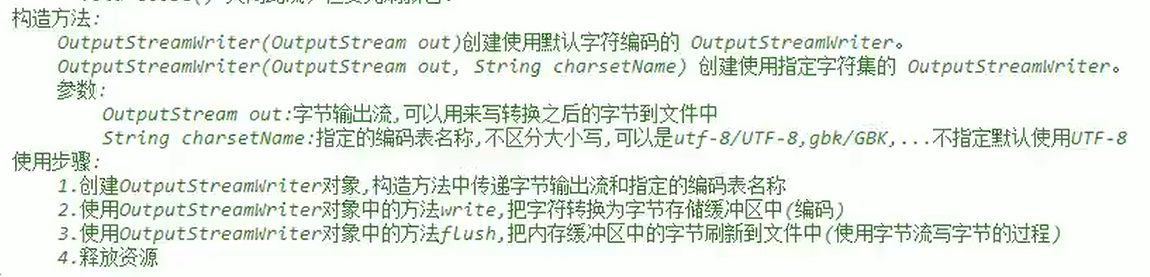 构造方法:
OutputStreamWriter(OutputStream out)创建使用默认字符编码的 OutputStreamWriter。
OutputStreamWriter(OutputStream out, String charsetName) 创建使用指定字符集的 OutputStreamWriter。
参数:
OutputStream out:字节输出流,可以用来写转换之后的字节到文件中
String charsetName:指定的编码表名称,不区分大小写,可以是utf-8/UTF-8,gbk/GBK,...不指定默认使用UTF-8
使用步骤:
1.创建OutputStreamWriter对象,构造方法中传递字节输出流和指定的编码表名称
2.使用OutputStreamWriter对象中的方法write,把字符转换为字节存储缓冲区中(编码)
3.使用OutputStreamWriter对象中的方法flush,把内存缓冲区中的字节刷新到文件中(使用字节流写字节的过程)
4.释放资源